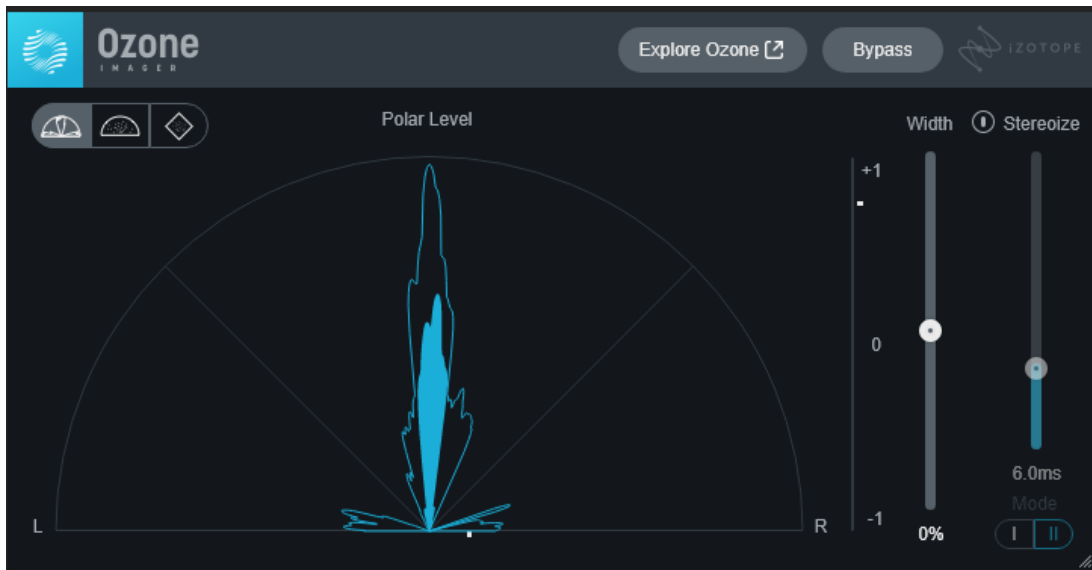 Ozone
IMAGER
Explore Ozone
Bypass
iZOTOPE
Polar Level
Width
Stereoize
+1
0
-1
L
R
0%
6.0ms
Mode
I
II